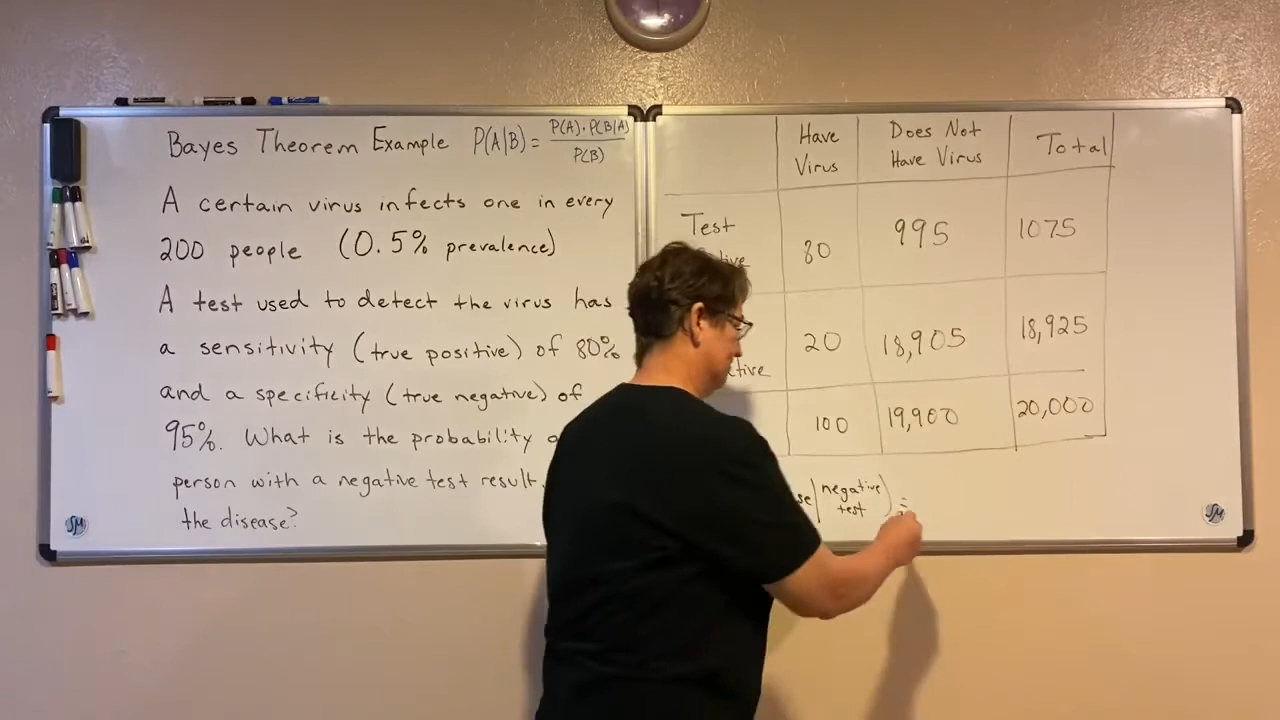 Bayes Theorem Example P(A|B) = P(A)·P(B|A) / P(B)
A certain virus infects one in every
200 people (0.5% prevalence)
A test used to detect the virus has
a sensitivity (true positive) of 80%
and a specificity (true negative) of
95%. What is the probability
person with a negative test result
the disease?
SM
Have Virus
Does Not Have Virus
Total
Test
80
995
1075
20
18,905
18,925
100
19,900
20,000
negative
test
SM